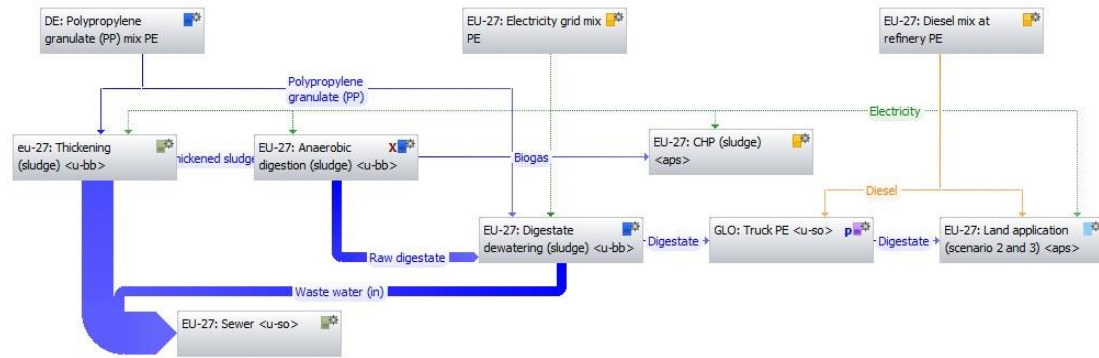 DE: Polypropylene
granulate (PP) mix PE
EU-27: Electricity grid mix
PE
EU-27: Diesel mix at
refinery PE
Polypropylene
granulate (PP)
Electricity
eu-27: Thickening
(sludge) <u-bb>
hickened sludge
EU-27: Anaerobic
digestion (sludge) <u-bb>
X
Biogas
EU-27: CHP (sludge)
<aps>
Diesel
EU-27: Digestate
dewatering (sludge) <u-bb>
Digestate
GLO: Truck PE <u-so>
p
Digestate
EU-27: Land application
(scenario 2 and 3) <aps>
Raw digestate
Waste water (in)
EU-27: Sewer <u-so>